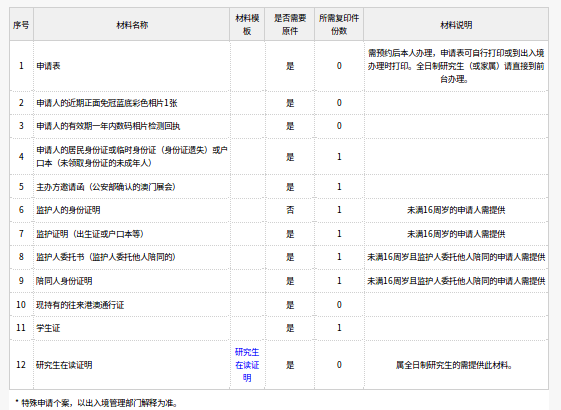 序号 材料名称 材料模板 是否需要原件 所需复印件份数 材料说明
1 申请表 是 0 需预约后本人办理，申请表可自行打印或到出入境办理时打印。全日制研究生（或家属）请直接到前台办理。
2 申请人的近期正面免冠蓝底彩色相片1张 是 0
3 申请人的有效期一年内数码相片检测回执 是 0
4 申请人的居民身份证或临时身份证（身份证遗失）或户口本（未领取身份证的未成年人） 是 1
5 主办方邀请函（公安部确认的澳门展会） 是 1
6 监护人的身份证明 否 1 未满16周岁的申请人需提供
7 监护证明（出生证或户口本等） 是 1 未满16周岁的申请人需提供
8 监护人委托书（监护人委托他人陪同的） 是 1 未满16周岁且监护人委托他人陪同的申请人需提供
9 陪同人身份证明 是 1 未满16周岁且监护人委托他人陪同的申请人需提供
10 现持有的往来港澳通行证 是 0
11 学生证 是 1
12 研究生在读证明 研究生在读证明 是 0 属全日制研究生的需提供此材料。
* 特殊申请个案，以出入境管理部门解释为准。